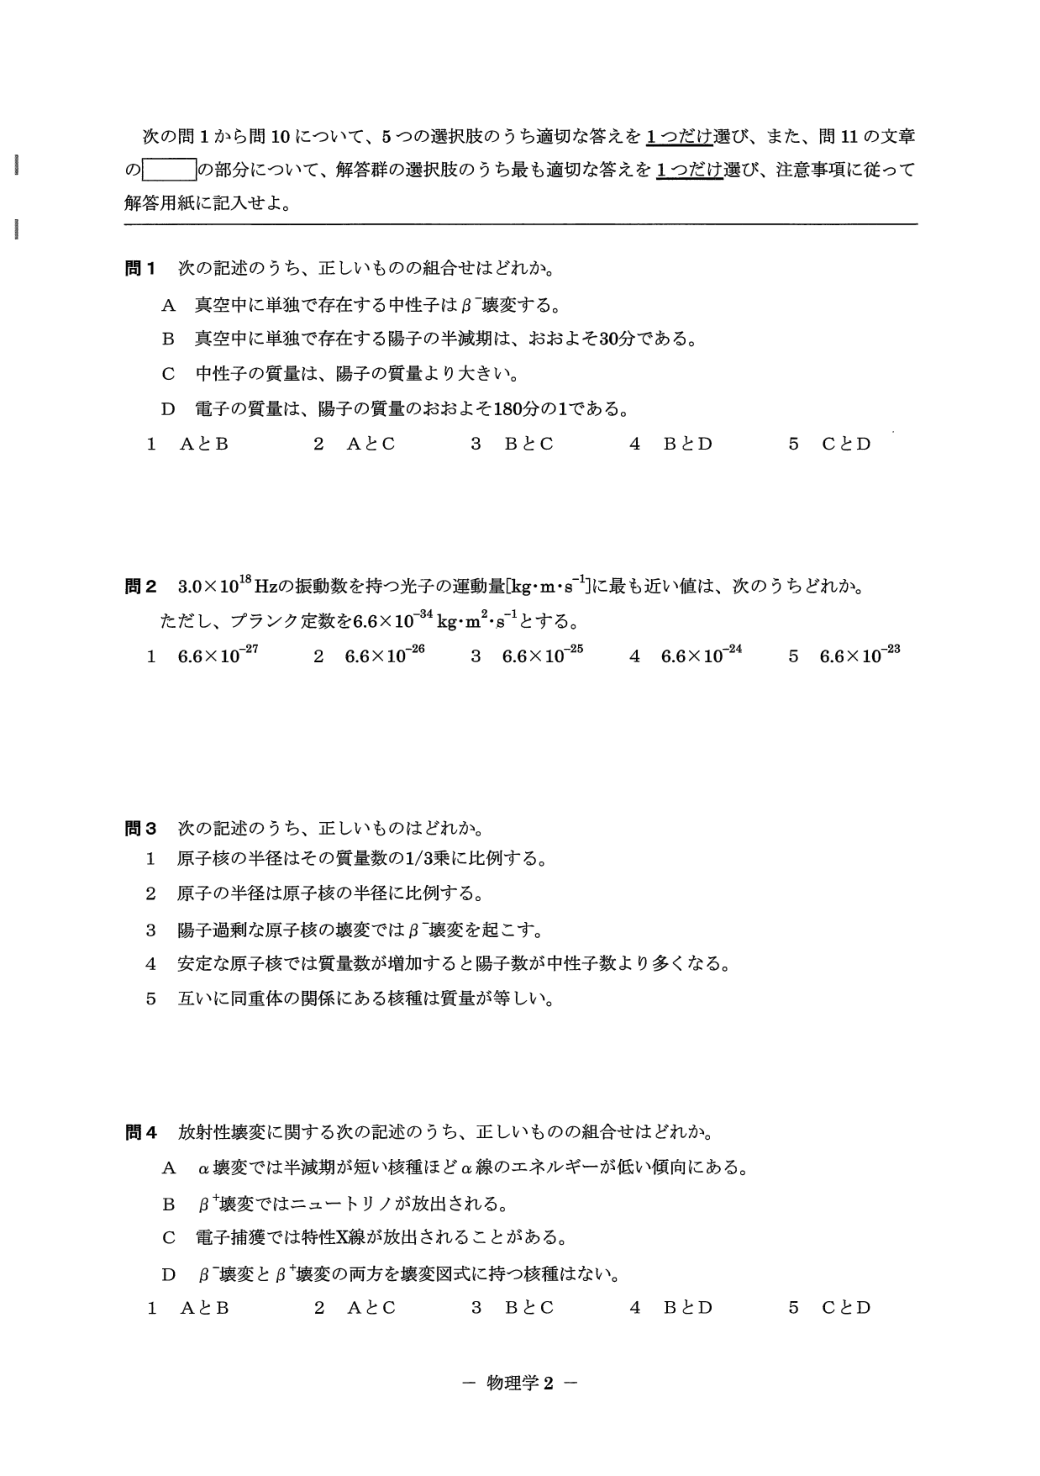 次の問1から問10について、5つの選択肢のうち適切な答えを1つだけ選び、また、問11の文章
の の部分について、解答群の選択肢のうち最も適切な答えを1つだけ選び、注意事項に従って
解答用紙に記入せよ。
問1 次の記述のうち、正しいものの組合せはどれか。
A 真空中に単独で存在する中性子はβ⁻壊変する。
B 真空中に単独で存在する陽子の半減期は、おおよそ30分である。
C 中性子の質量は、陽子の質量より大きい。
D 電子の質量は、陽子の質量のおおよそ180分の1である。
1 AとB 2 AとC 3 BとC 4 BとD 5 CとD
問2 3.0×10¹⁸Hzの振動数を持つ光子の運動量[kg·m·s⁻¹]に最も近い値は、次のうちどれか。
ただし、プランク定数を6.6×10⁻³⁴kg·m²·s⁻¹とする。
1 6.6×10⁻²⁷ 2 6.6×10⁻²⁶ 3 6.6×10⁻²⁵ 4 6.6×10⁻²⁴ 5 6.6×10⁻²³
問3 次の記述のうち、正しいものはどれか。
1 原子核の半径はその質量数の1/3乗に比例する。
2 原子の半径は原子核の半径に比例する。
3 陽子過剰な原子核の壊変ではβ⁻壊変を起こす。
4 安定な原子核では質量数が増加すると陽子数が中性子数より多くなる。
5 互いに同重体の関係にある核種は質量が等しい。
問4 放射性壊変に関する次の記述のうち、正しいものの組合せはどれか。
A α壊変では半減期が短い核種ほどα線のエネルギーが低い傾向にある。
B β⁺壊変ではニュートリノが放出される。
C 電子捕獲では特性X線が放出されることがある。
D β⁻壊変とβ⁺壊変の両方を壊変図式に持つ核種はない。
1 AとB 2 AとC 3 BとC 4 BとD 5 CとD
― 物理学2 ―